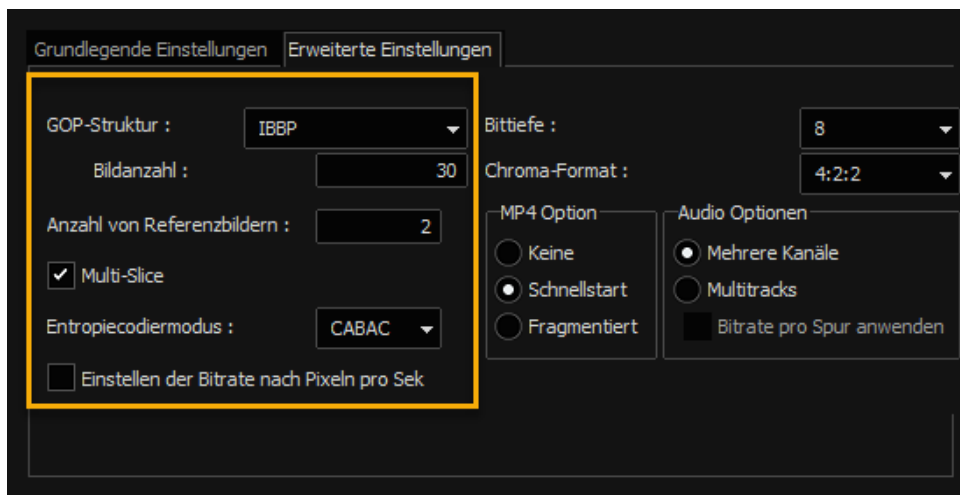 Grundlegende Einstellungen
Erweiterte Einstellungen
GOP-Struktur :
IBBP
Bildanzahl :
30
Anzahl von Referenzbildern :
2
Multi-Slice
Entropiecodiermodus :
CABAC
Einstellen der Bitrate nach Pixeln pro Sek
Bittiefe :
8
Chroma-Format :
4:2:2
MP4 Option
Keine
Schnellstart
Fragmentiert
Audio Optionen
Mehrere Kanäle
Multitracks
Bitrate pro Spur anwenden